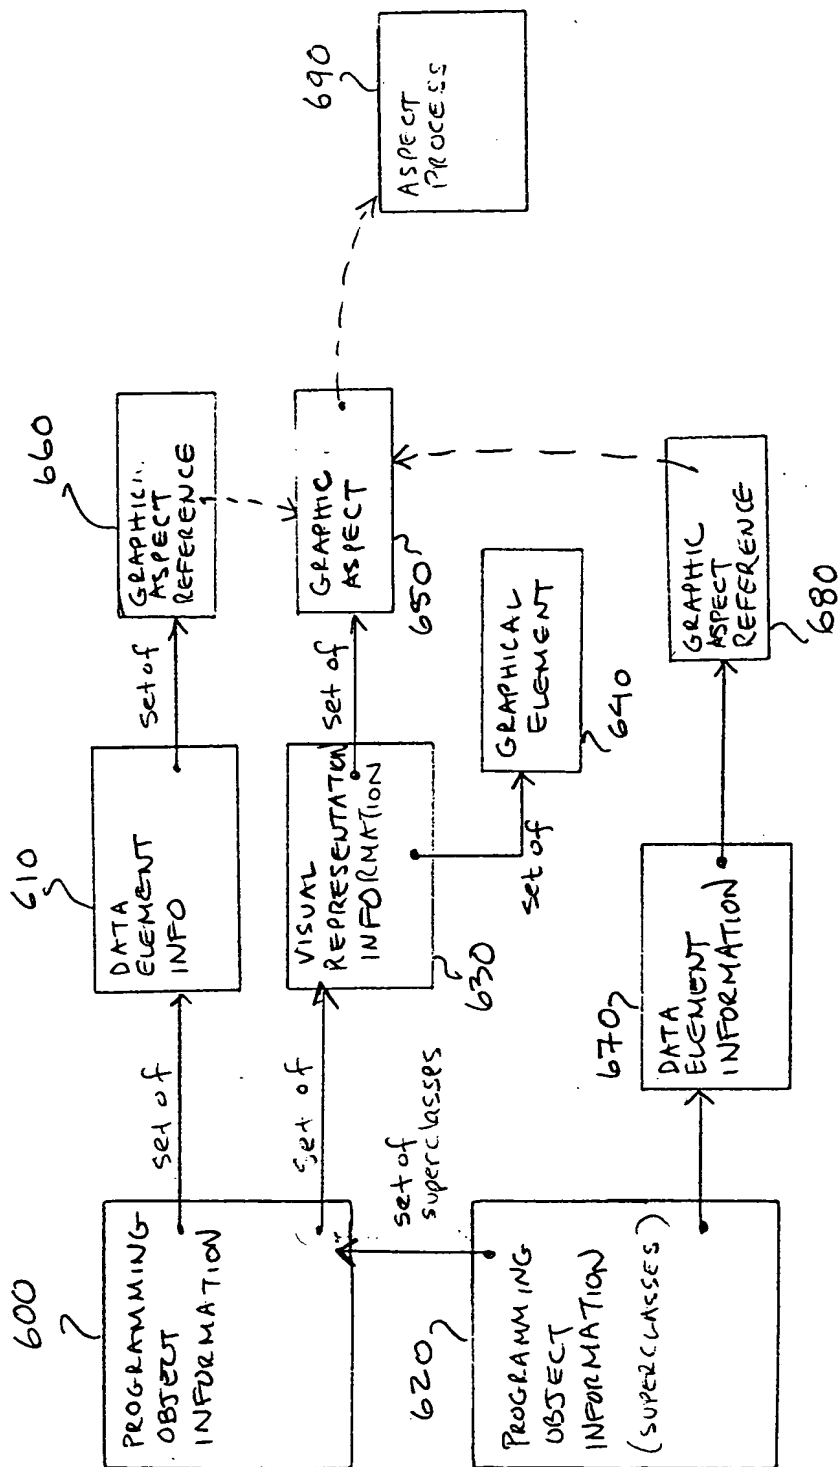 600
PROGRAMMING
OBJECT
INFORMATION
set of
610
DATA
ELEMENT
INFO
set of
660
GRAPHIC
ASPECT
REFERENCE
set of
630
VISUAL
REPRESENTATION
INFORMATION
set of
650
GRAPHIC
ASPECT
690
ASPECT
PROCESS
set of
640
GRAPHICAL
ELEMENT
set of
superclasses
620
PROGRAMMING
OBJECT
INFORMATION
(SUPERCLASSES)
670
DATA
ELEMENT
INFORMATION
680
GRAPHIC
ASPECT
REFERENCE